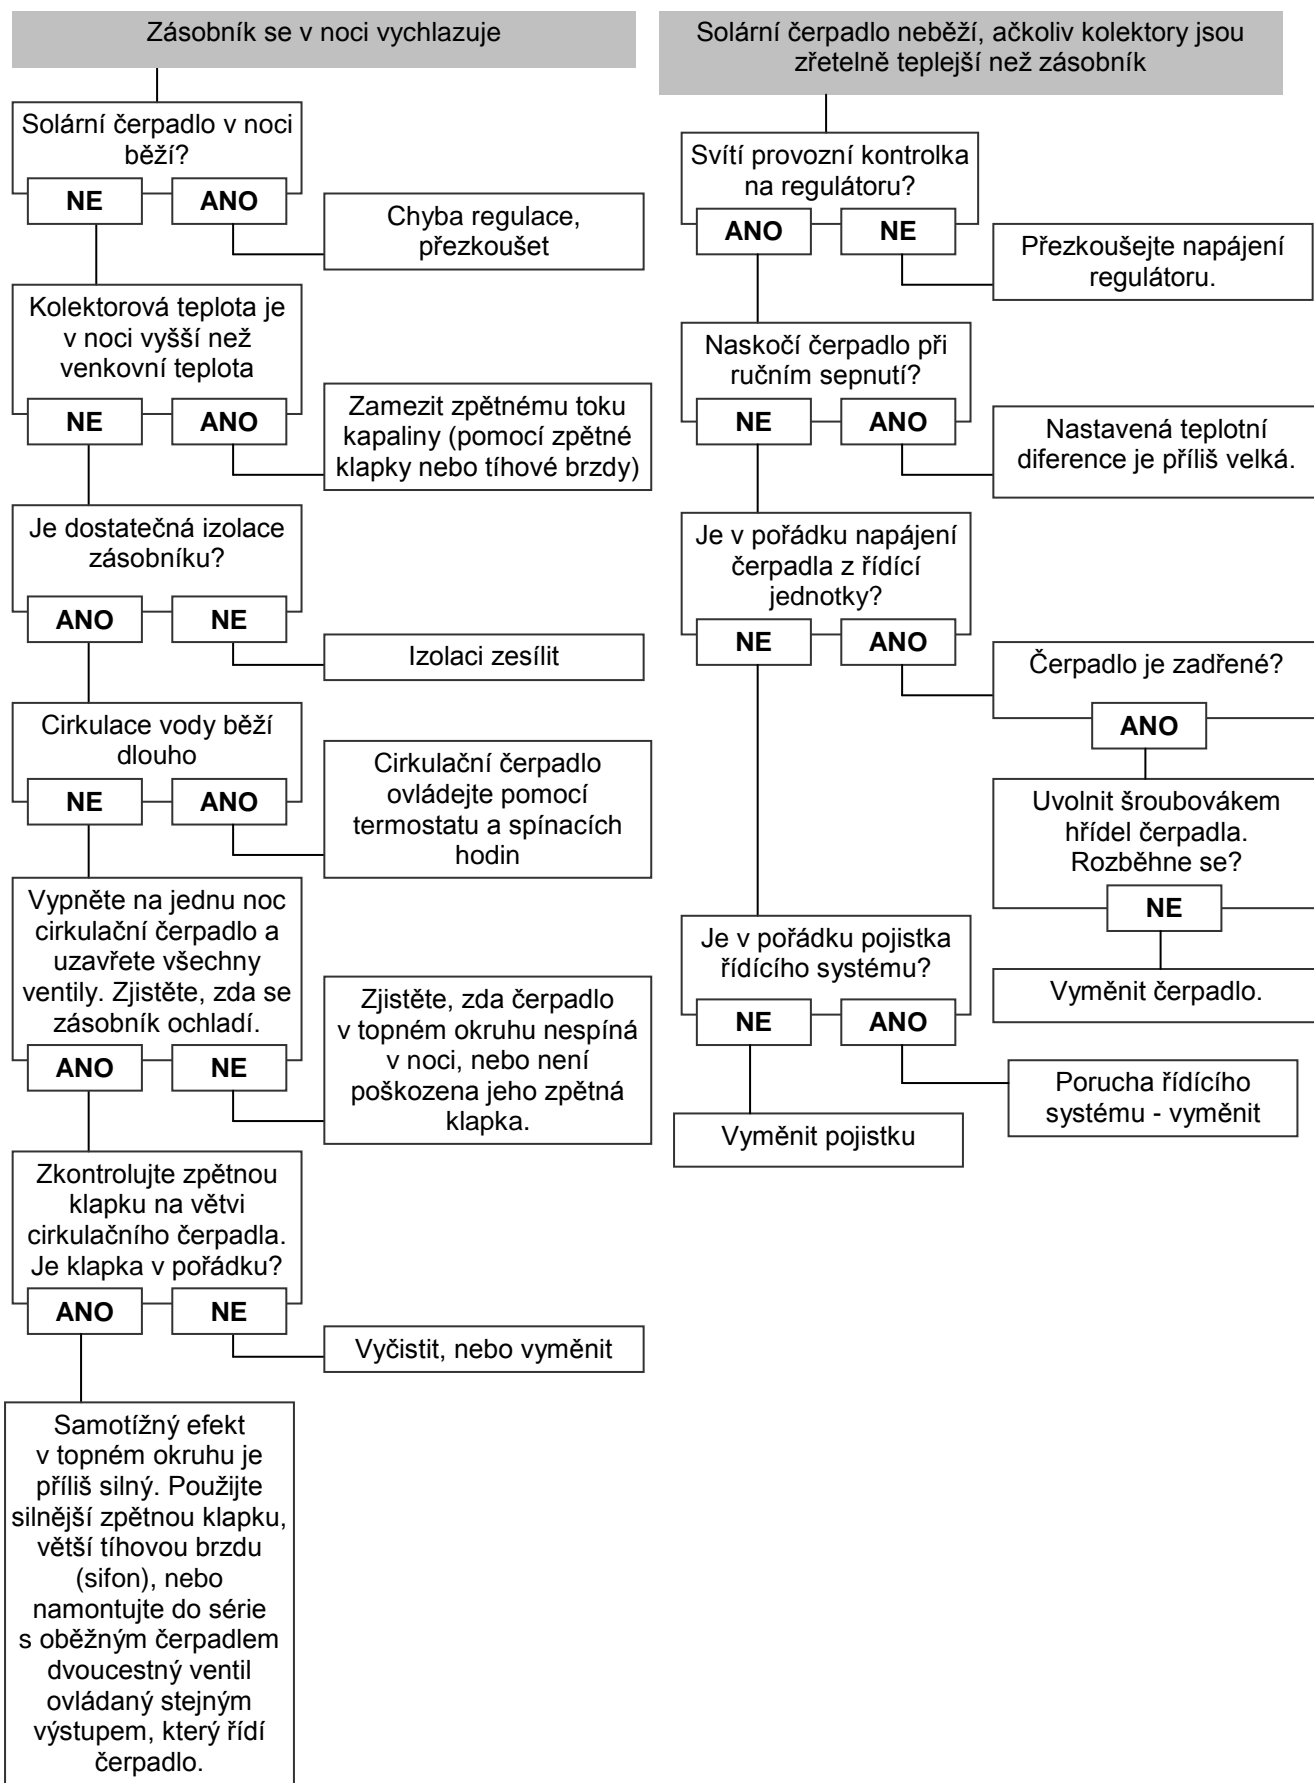 Zásobník se v noci vychlazuje
Solární čerpadlo v noci
běží?
NE
ANO
Chyba regulace,
přezkoušet
Kolektorová teplota je
v noci vyšší než
venkovní teplota
NE
ANO
Zamezit zpětnému toku
kapaliny (pomocí zpětné
klapky nebo tíhové brzdy)
Je dostatečná izolace
zásobníku?
ANO
NE
Izolaci zesílit
Cirkulace vody běží
dlouho
NE
ANO
Cirkulační čerpadlo
ovládejte pomocí
termostatu a spínacích
hodin
Vypněte na jednu noc
cirkulační čerpadlo a
uzavřete všechny
ventily. Zjistěte, zda se
zásobník ochladí.
ANO
NE
Zjistěte, zda čerpadlo
v topném okruhu nespíná
v noci, nebo není
poškozena jeho zpětná
klapka.
Zkontrolujte zpětnou
klapku na větvi
cirkulačního čerpadla.
Je klapka v pořádku?
ANO
NE
Vyčistit, nebo vyměnit
Samotížný efekt
v topném okruhu je
příliš silný. Použijte
silnější zpětnou klapku,
větší tíhovou brzdu
(sifon), nebo
namontujte do série
s oběžným čerpadlem
dvoucestný ventil
ovládaný stejným
výstupem, který řídí
čerpadlo.
Solární čerpadlo neběží, ačkoliv kolektory jsou
zřetelně teplejší než zásobník
Svítí provozní kontrolka
na regulátoru?
ANO
NE
Přezkoušejte napájení
regulátoru.
Naskočí čerpadlo při
ručním sepnutí?
NE
ANO
Nastavená teplotní
diference je příliš velká.
Je v pořádku napájení
čerpadla z řídící
jednotky?
NE
ANO
Čerpadlo je zadřené?
ANO
Uvolnit šroubovákem
hřídel čerpadla.
Rozběhne se?
NE
Vyměnit čerpadlo.
Je v pořádku pojistka
řídícího systému?
NE
ANO
Porucha řídícího
systému - vyměnit
Vyměnit pojistku